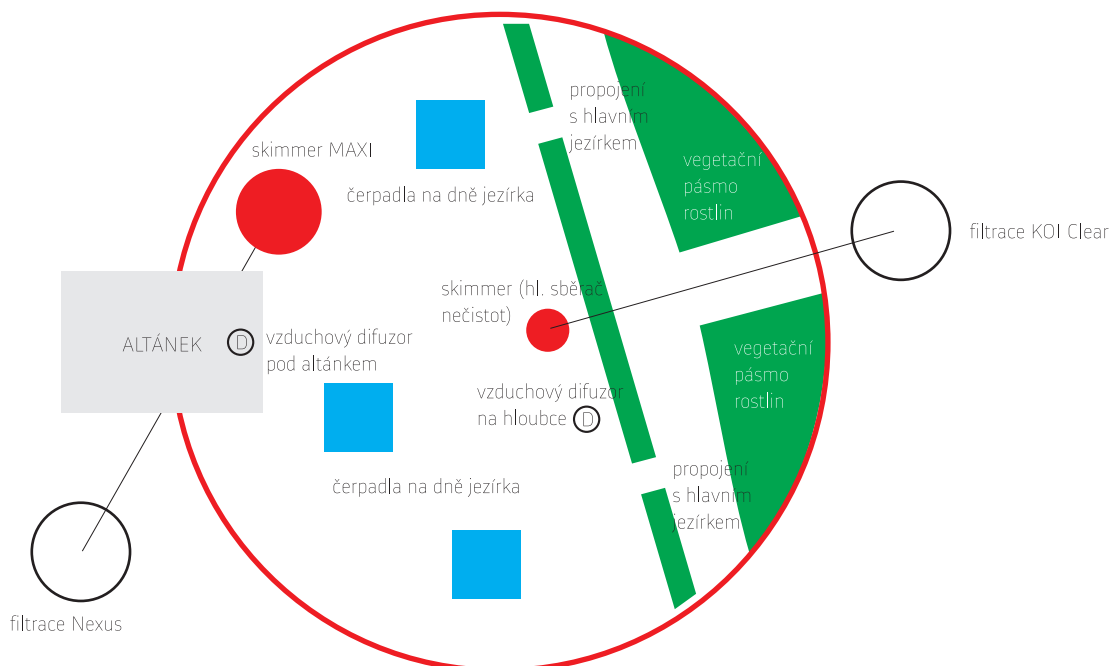 propojení
s hlavním
jezírkem
skimmer MAXI
vegetační
pásmo
rostlin
čerpadla na dně jezírka
filtrace KOI Clear
skimmer (hl. sběrač
nečistot)
ALTÁNEK
D
vzduchový difuzor
pod altánkem
vegetační
pásmo
rostlin
vzduchový difuzor
na hloubce
D
propojení
s hlavním
jezírkem
čerpadla na dně jezírka
filtrace Nexus